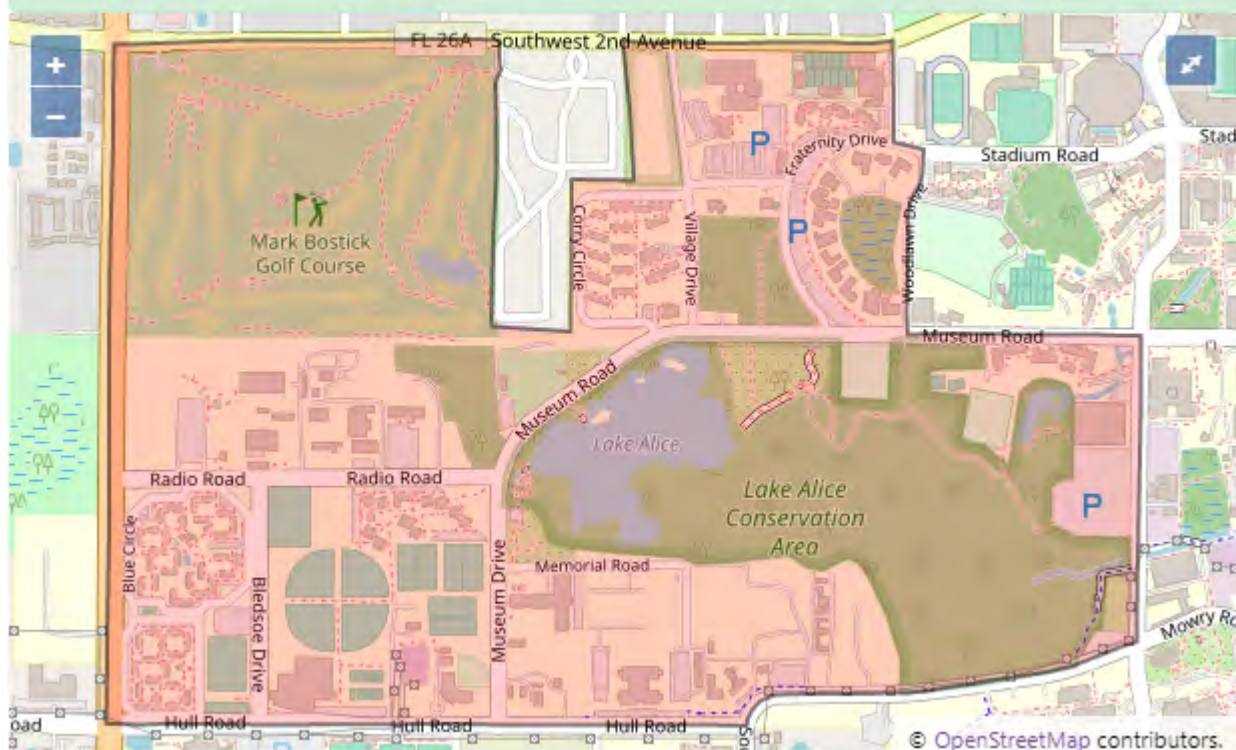 +
−
FL 26A
Southwest 2nd Avenue
Stadium Road
Stad
Fraternity Drive
P
P
Mark Bostick
Golf Course
Corry Circle
Village Drive
Woodlawn Drive
Museum Road
Museum Road
Lake Alice
Radio Road
Radio Road
Lake Alice
Conservation
Area
P
Blue Circle
Bledsoe Drive
Museum Drive
Memorial Road
Mowry Ro
oad
Hull Road
Hull Road
Hull Road
So
© OpenStreetMap contributors.